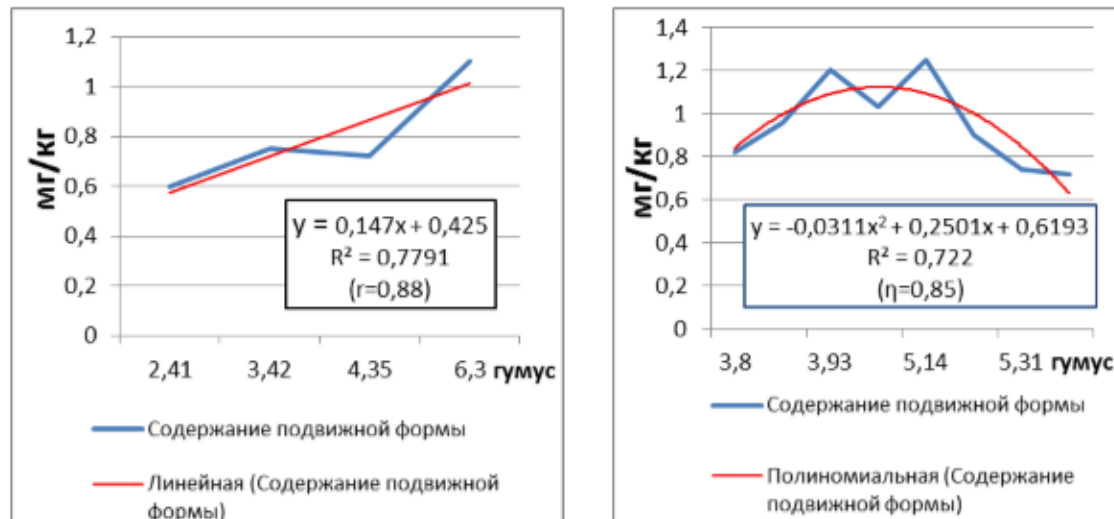 мг/кг
1,2
1
0,8
0,6
0,4
0,2
0
y = 0,147x + 0,425
R² = 0,7791
(r=0,88)
2,41 3,42 4,35 6,3 гумус
Содержание подвижной формы
Линейная (Содержание подвижной
формы)
мг/кг
1,4
1,2
1
0,8
0,6
0,4
0,2
0
y = -0,0311x² + 0,2501x + 0,6193
R² = 0,722
(η=0,85)
3,8 3,93 5,14 5,31 гумус
Содержание подвижной формы
Полиномиальная (Содержание
подвижной формы)